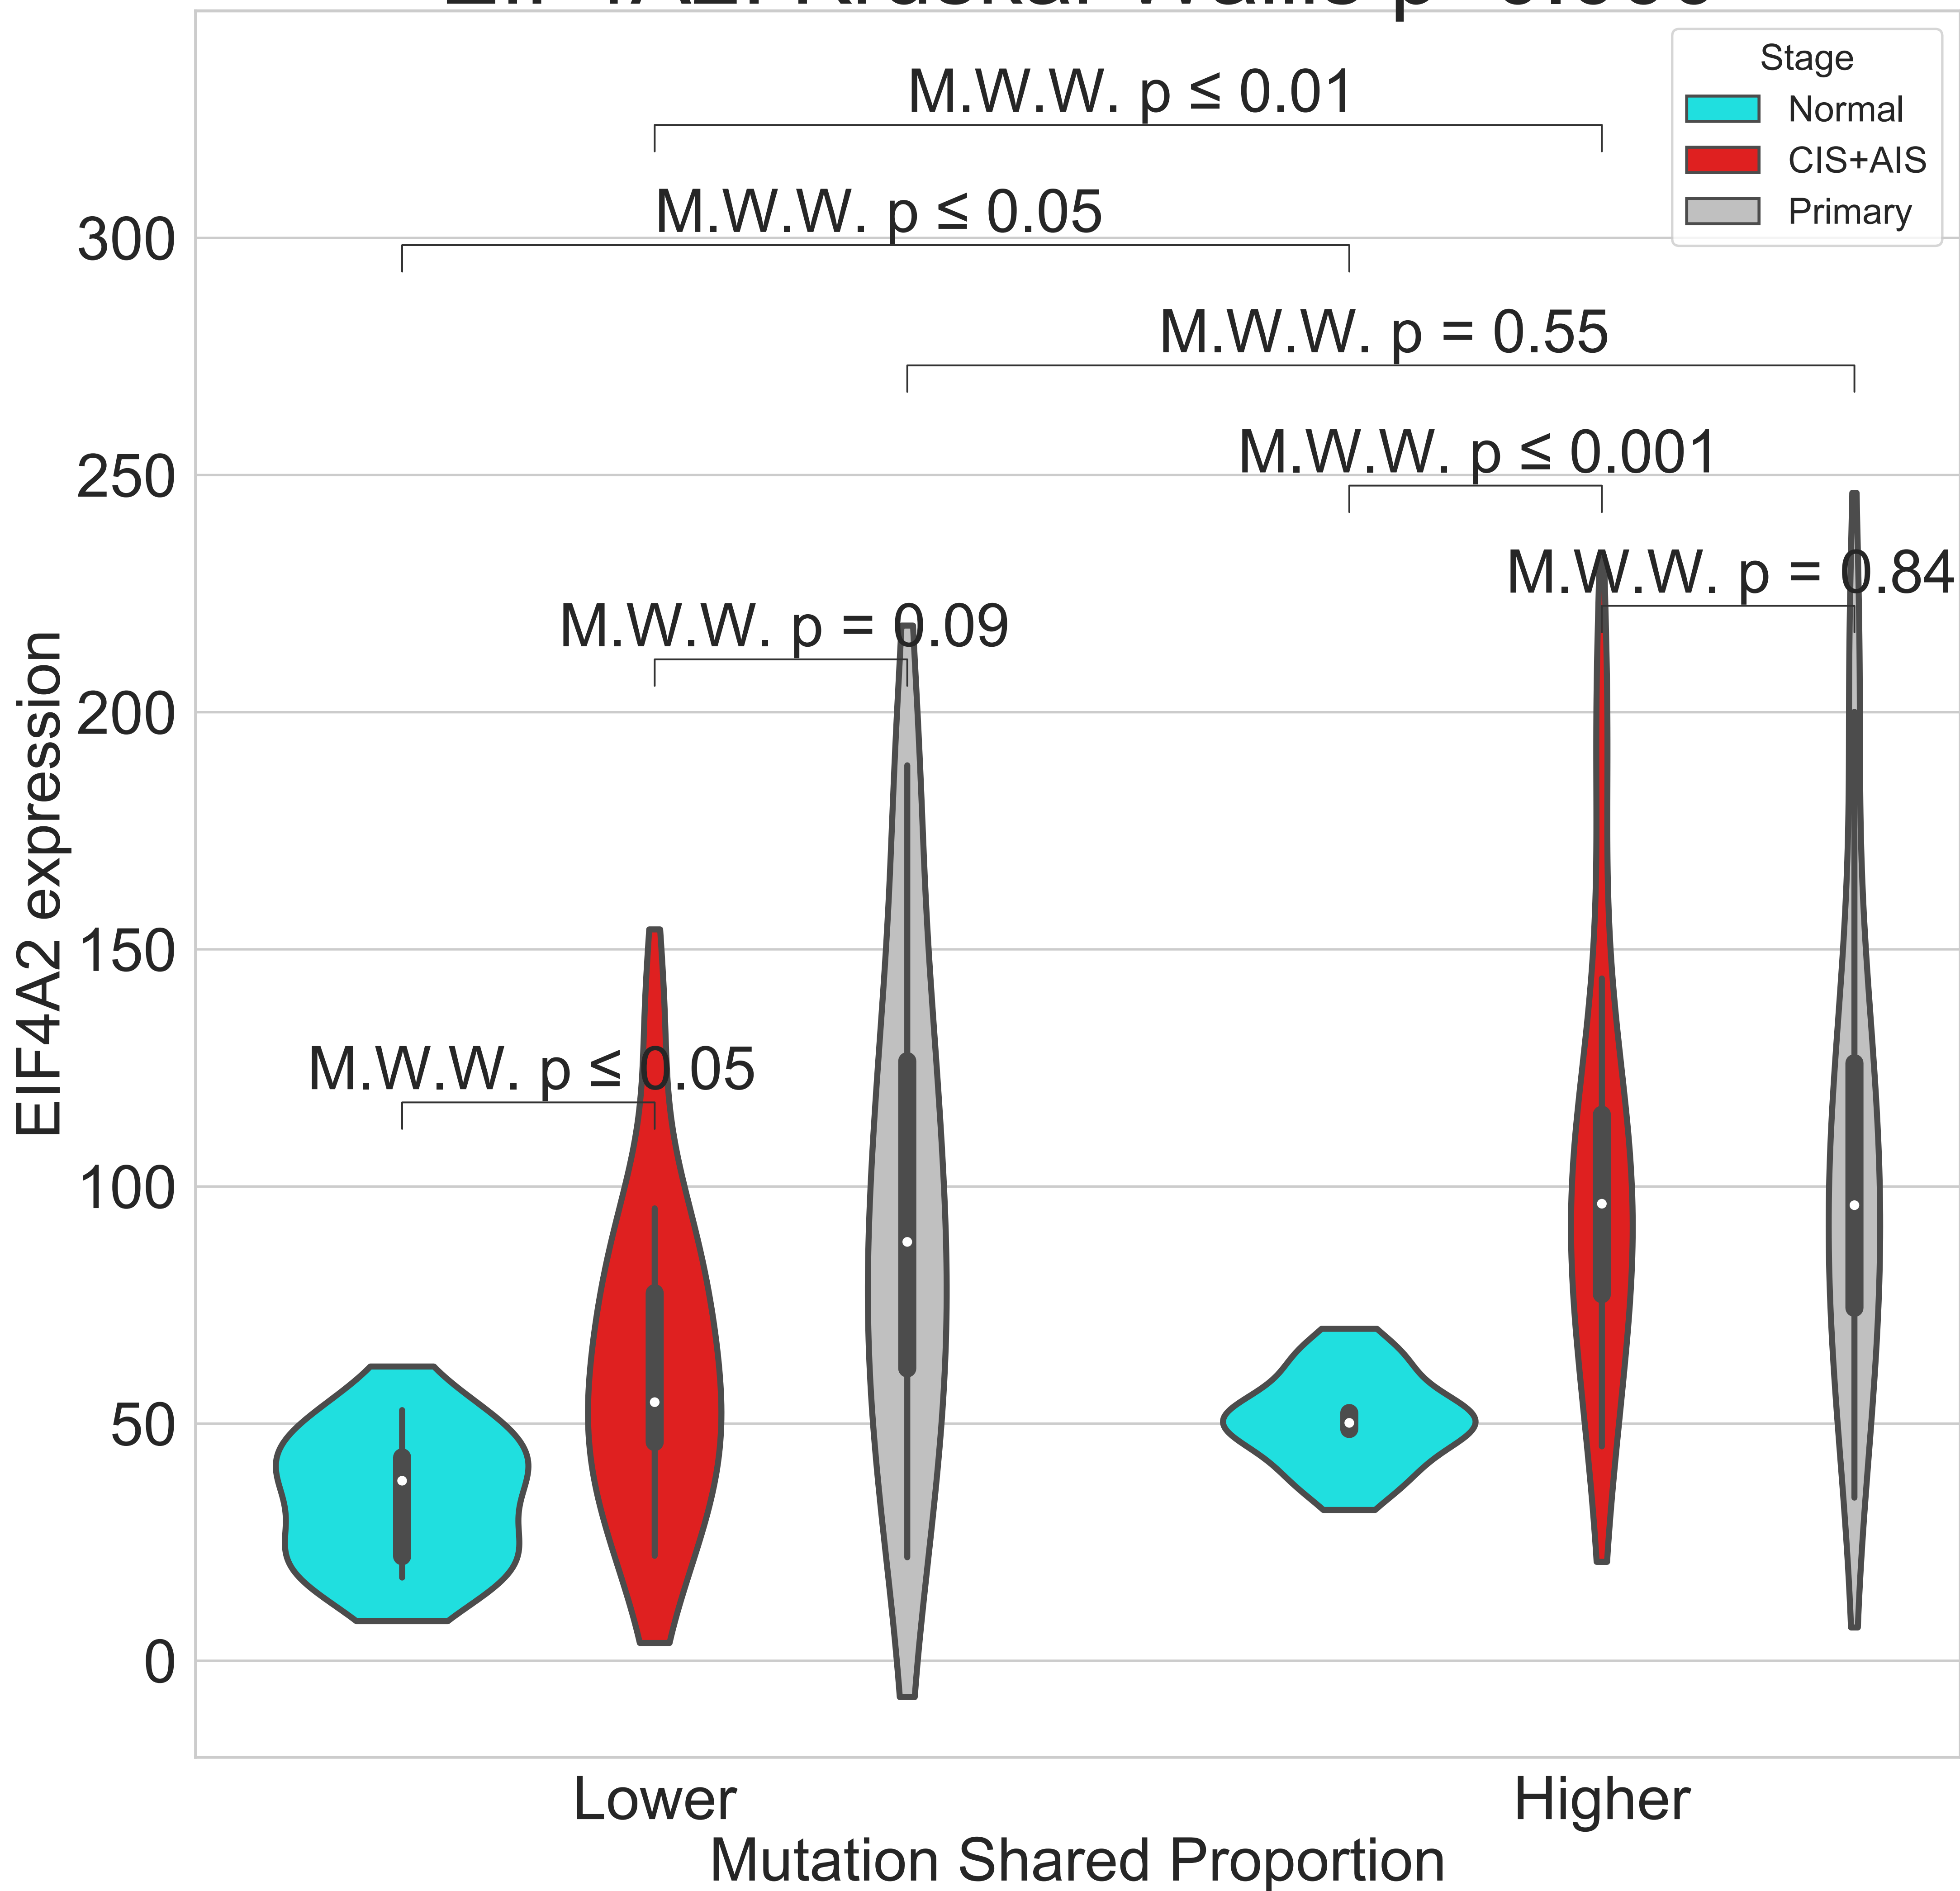 M.W.W. p ≤ 0.01
Stage
Normal
CIS+AIS
Primary
M.W.W. p ≤ 0.05
M.W.W. p = 0.55
M.W.W. p ≤ 0.001
M.W.W. p = 0.84
M.W.W. p = 0.09
M.W.W. p ≤ 0.05
300
250
200
150
100
50
0
EIF4A2 expression
Lower
Higher
Mutation Shared Proportion